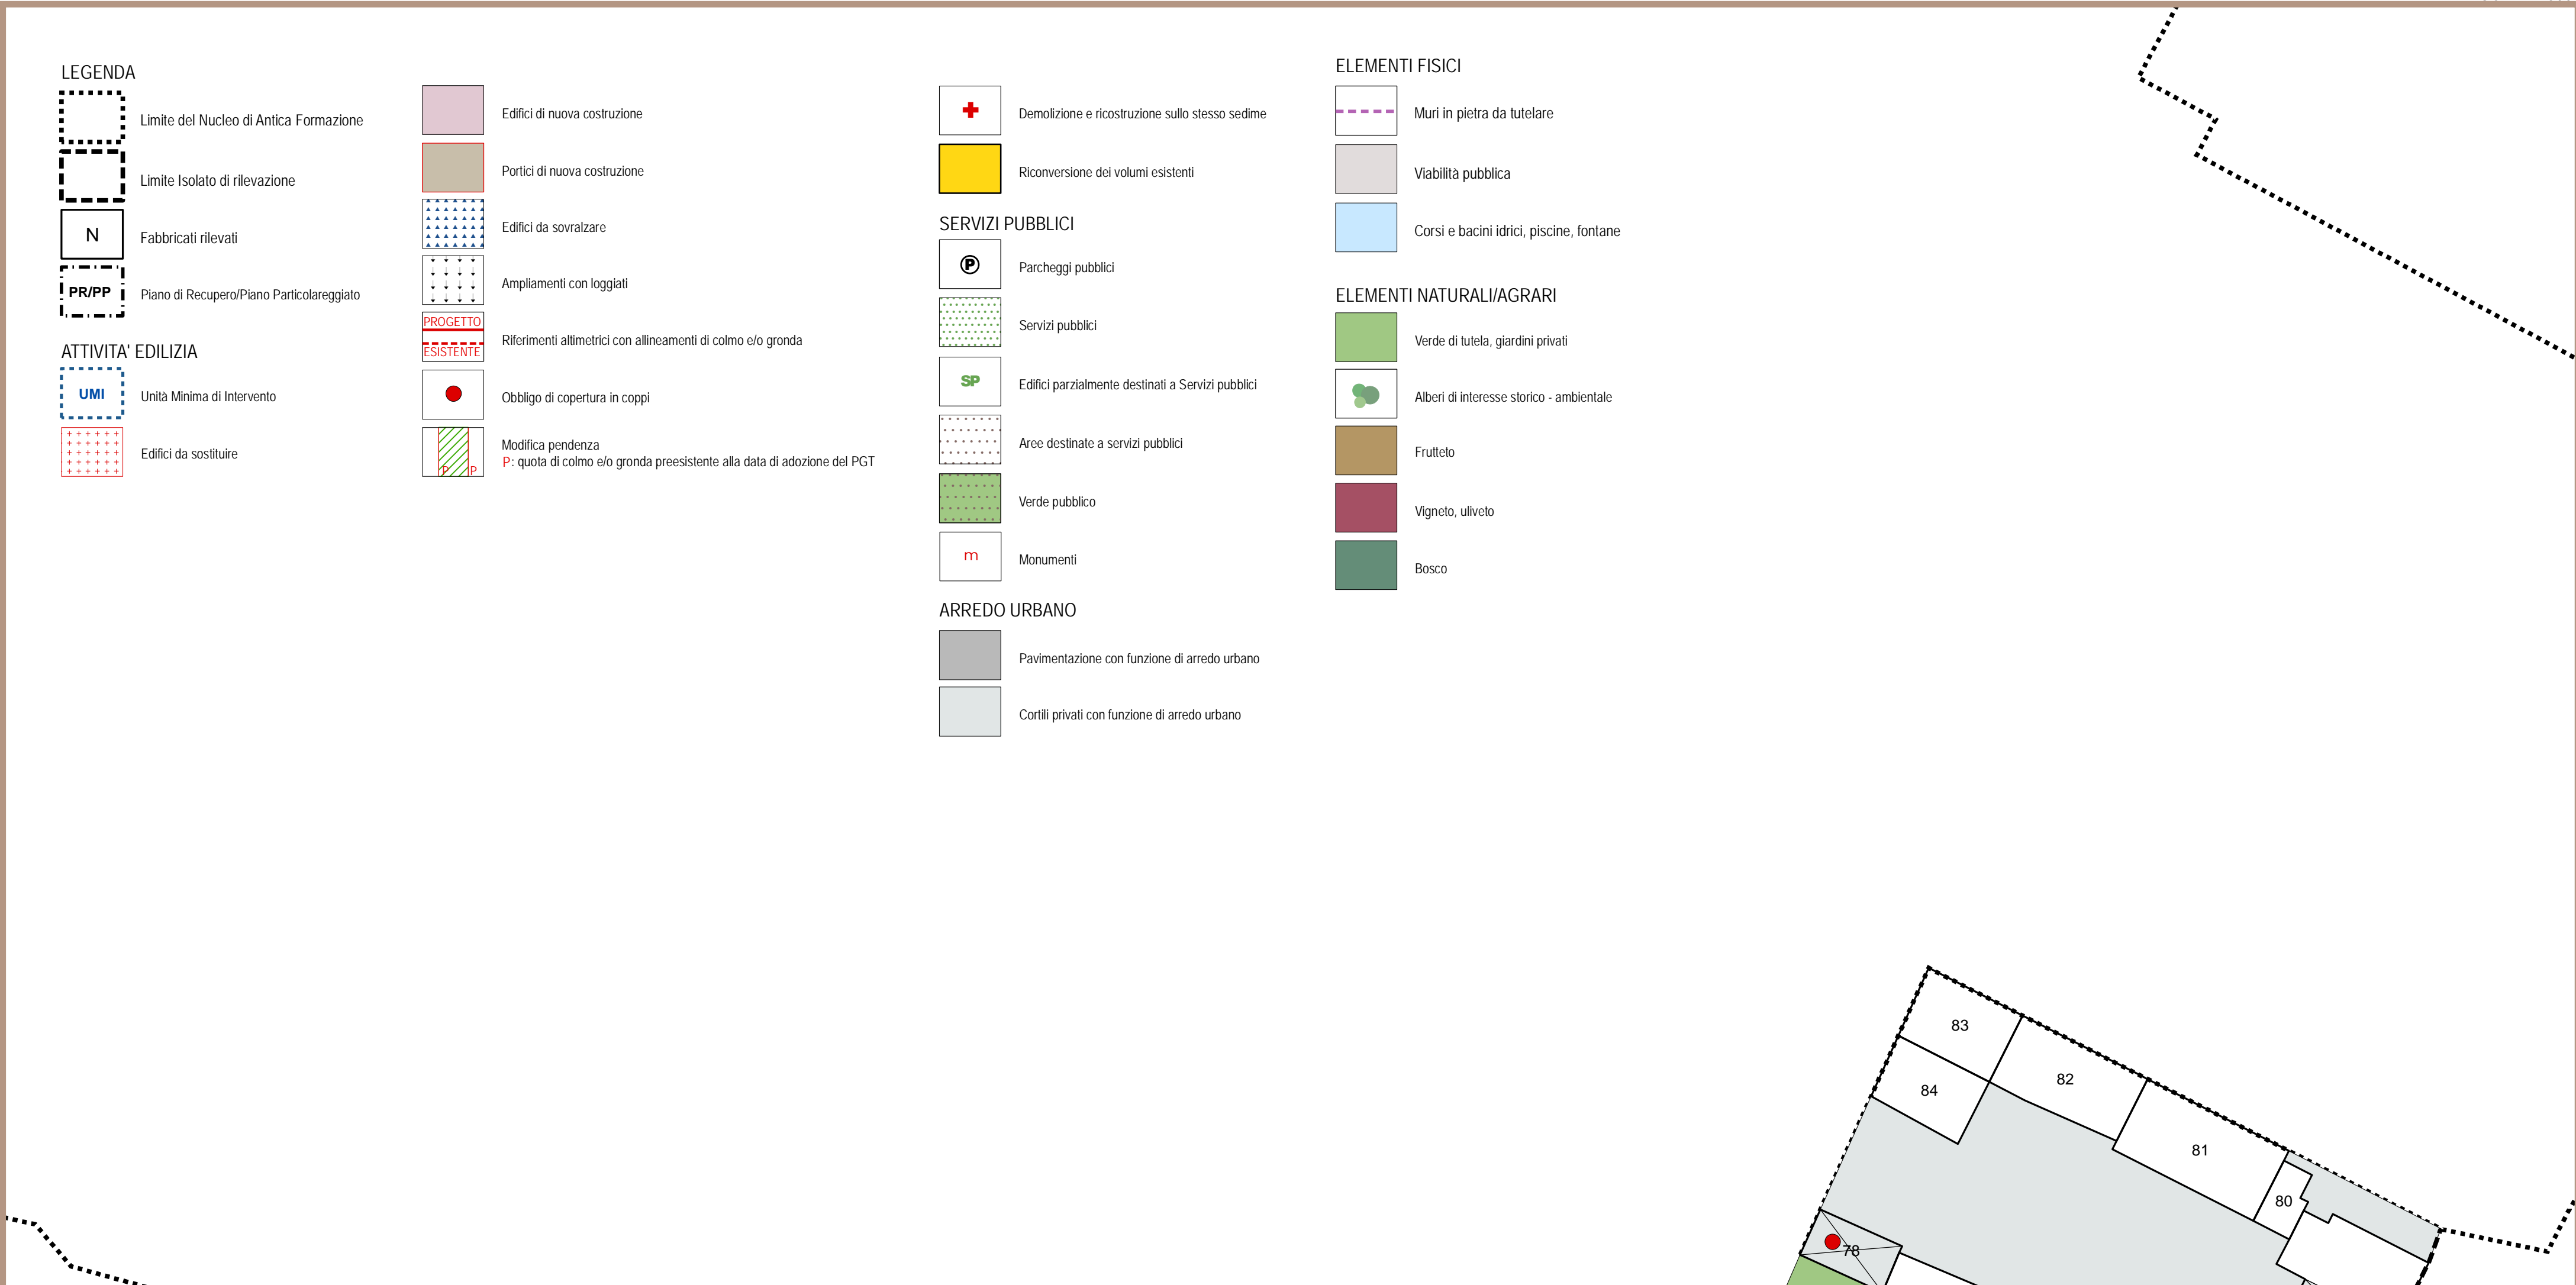 LEGENDA
Limite del Nucleo di Antica Formazione
Limite Isolato di rilevazione
N
Fabbricati rilevati
PR/PP
Piano di Recupero/Piano Particolareggiato
ATTIVITA' EDILIZIA
UMI
Unità Minima di Intervento
Edifici da sostituire
Edifici di nuova costruzione
Portici di nuova costruzione
Edifici da sovralzare
Ampliamenti con loggiati
PROGETTO
ESISTENTE
Riferimenti altimetrici con allineamenti di colmo e/o gronda
Obbligo di copertura in coppi
P P
Modifica pendenza
P: quota di colmo e/o gronda preesistente alla data di adozione del PGT
Demolizione e ricostruzione sullo stesso sedime
Riconversione dei volumi esistenti
SERVIZI PUBBLICI
P
Parcheggi pubblici
Servizi pubblici
SP
Edifici parzialmente destinati a Servizi pubblici
Aree destinate a servizi pubblici
Verde pubblico
m
Monumenti
ARREDO URBANO
Pavimentazione con funzione di arredo urbano
Cortili privati con funzione di arredo urbano
ELEMENTI FISICI
Muri in pietra da tutelare
Viabilità pubblica
Corsi e bacini idrici, piscine, fontane
ELEMENTI NATURALI/AGRARI
Verde di tutela, giardini privati
Alberi di interesse storico - ambientale
Frutteto
Vigneto, uliveto
Bosco
83
82
84
81
80
78